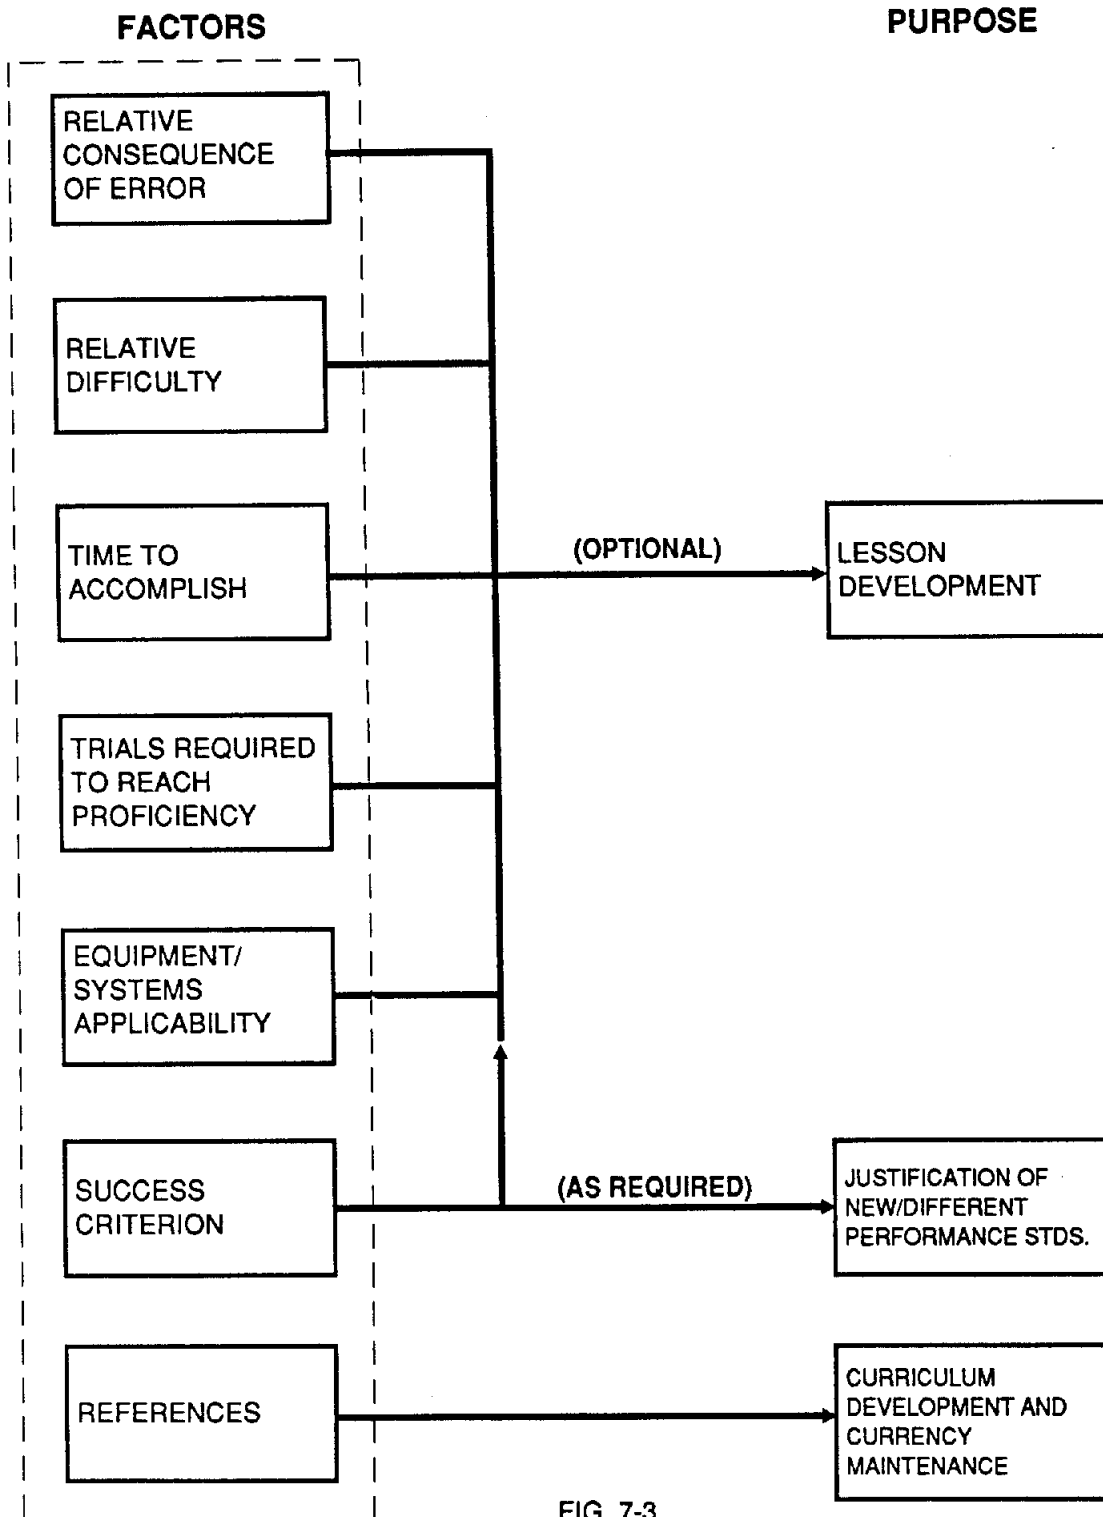 FACTORS
PURPOSE
RELATIVE
CONSEQUENCE
OF ERROR
RELATIVE
DIFFICULTY
TIME TO
ACCOMPLISH
(OPTIONAL)
LESSON
DEVELOPMENT
TRIALS REQUIRED
TO REACH
PROFICIENCY
EQUIPMENT/
SYSTEMS
APPLICABILITY
SUCCESS
CRITERION
(AS REQUIRED)
JUSTIFICATION OF
NEW/DIFFERENT
PERFORMANCE STDS.
REFERENCES
CURRICULUM
DEVELOPMENT AND
CURRENCY
MAINTENANCE
FIG. 7-3